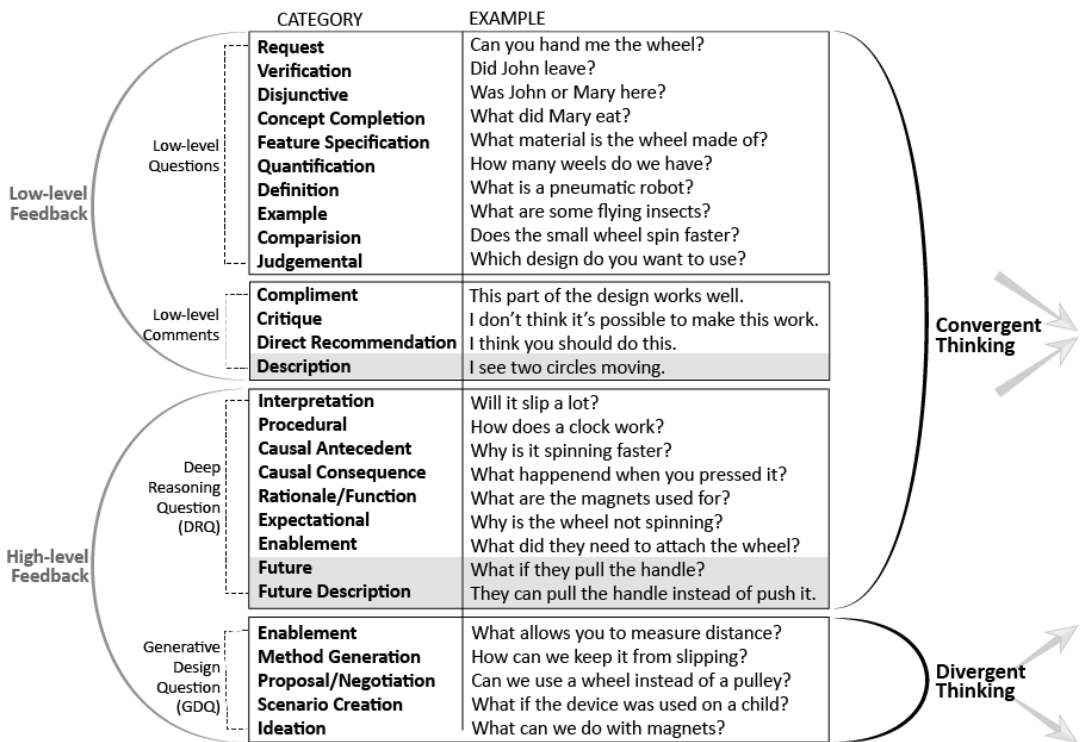 CATEGORY EXAMPLE
Request Can you hand me the wheel?
Verification Did John leave?
Disjunctive Was John or Mary here?
Concept Completion What did Mary eat?
Feature Specification What material is the wheel made of?
Quantification How many weels do we have?
Definition What is a pneumatic robot?
Example What are some flying insects?
Comparision Does the small wheel spin faster?
Judgemental Which design do you want to use?
Low-level
Questions
Low-level
Feedback
Compliment This part of the design works well.
Critique I don't think it's possible to make this work.
Direct Recommendation I think you should do this.
Description I see two circles moving.
Low-level
Comments
Convergent
Thinking
Interpretation Will it slip a lot?
Procedural How does a clock work?
Causal Antecedent Why is it spinning faster?
Causal Consequence What happenend when you pressed it?
Rationale/Function What are the magnets used for?
Expectational Why is the wheel not spinning?
Enablement What did they need to attach the wheel?
Future What if they pull the handle?
Future Description They can pull the handle instead of push it.
Deep
Reasoning
Question
(DRQ)
High-level
Feedback
Enablement What allows you to measure distance?
Method Generation How can we keep it from slipping?
Proposal/Negotiation Can we use a wheel instead of a pulley?
Scenario Creation What if the device was used on a child?
Ideation What can we do with magnets?
Generative
Design
Question
(GDQ)
Divergent
Thinking